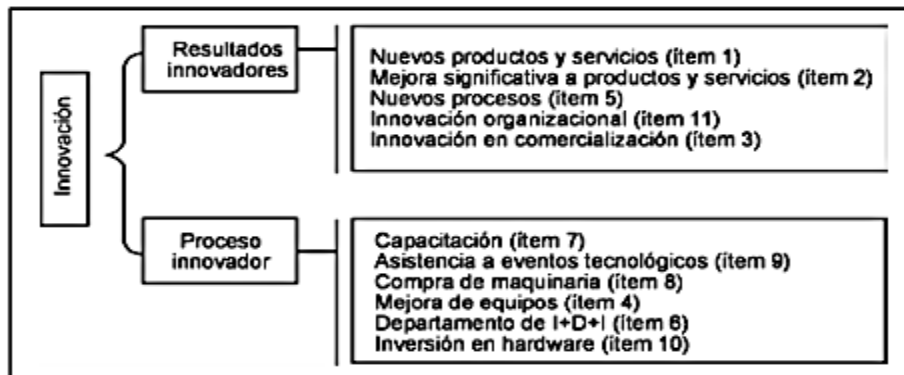 Innovación
Resultados
innovadores
Nuevos productos y servicios (ítem 1)
Mejora significativa a productos y servicios (ítem 2)
Nuevos procesos (ítem 5)
Innovación organizacional (ítem 11)
Innovación en comercialización (ítem 3)
Proceso
innovador
Capacitación (ítem 7)
Asistencia a eventos tecnológicos (ítem 9)
Compra de maquinaria (ítem 8)
Mejora de equipos (ítem 4)
Departamento de I+D+I (ítem 6)
Inversión en hardware (ítem 10)